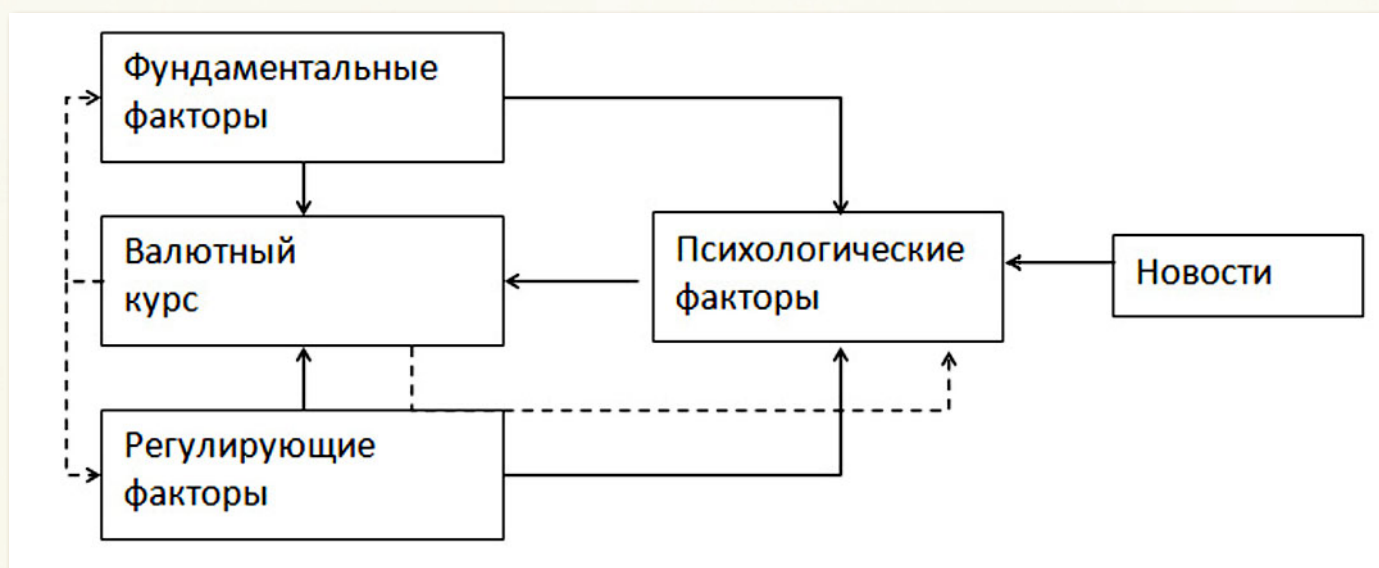 Фундаментальные
факторы
Валютный
курс
Психологические
факторы
Новости
Регулирующие
факторы